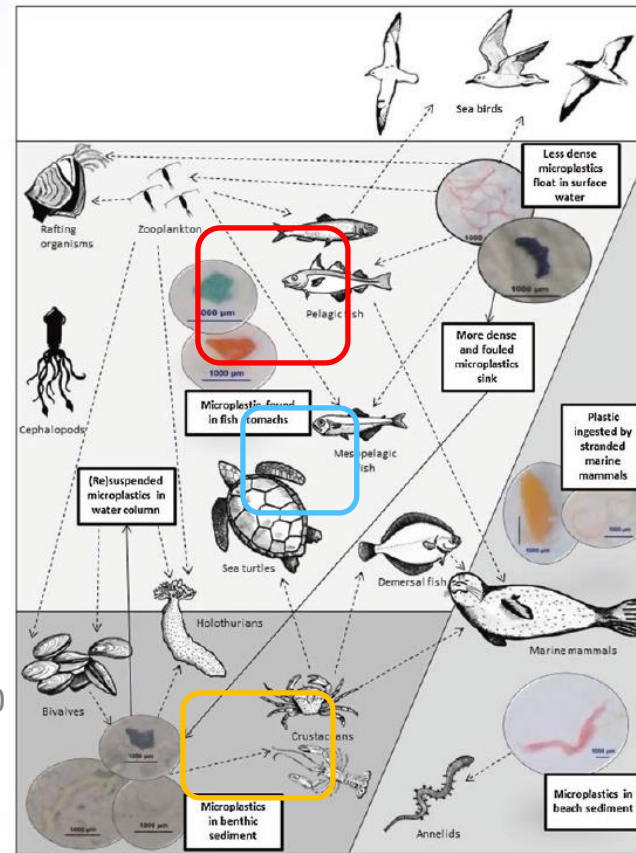 Sea birds
Less dense
microplastics
float in surface
water
Rafting
organisms
Zooplankton
1000
1000 µm
More dense
and fouled
microplastics
sink
Pelagic fish
1000 µm
1000 µm
Microplastic found
in fish stomachs
Cephalopods
Mesopelagic
fish
Plastic
ingested by
stranded
marine
mammals
1000 µm
1000 µm
(Re)suspended
microplastics in
water column
Sea turtles
Demersal fish
Holothurians
Marine mammals
Bivalves
Crustaceans
1000 µm
1000 µm
1000 µm
Microplastics
in benthic
sediment
1000
µm
Microplastics in
beach sediment
Annelids